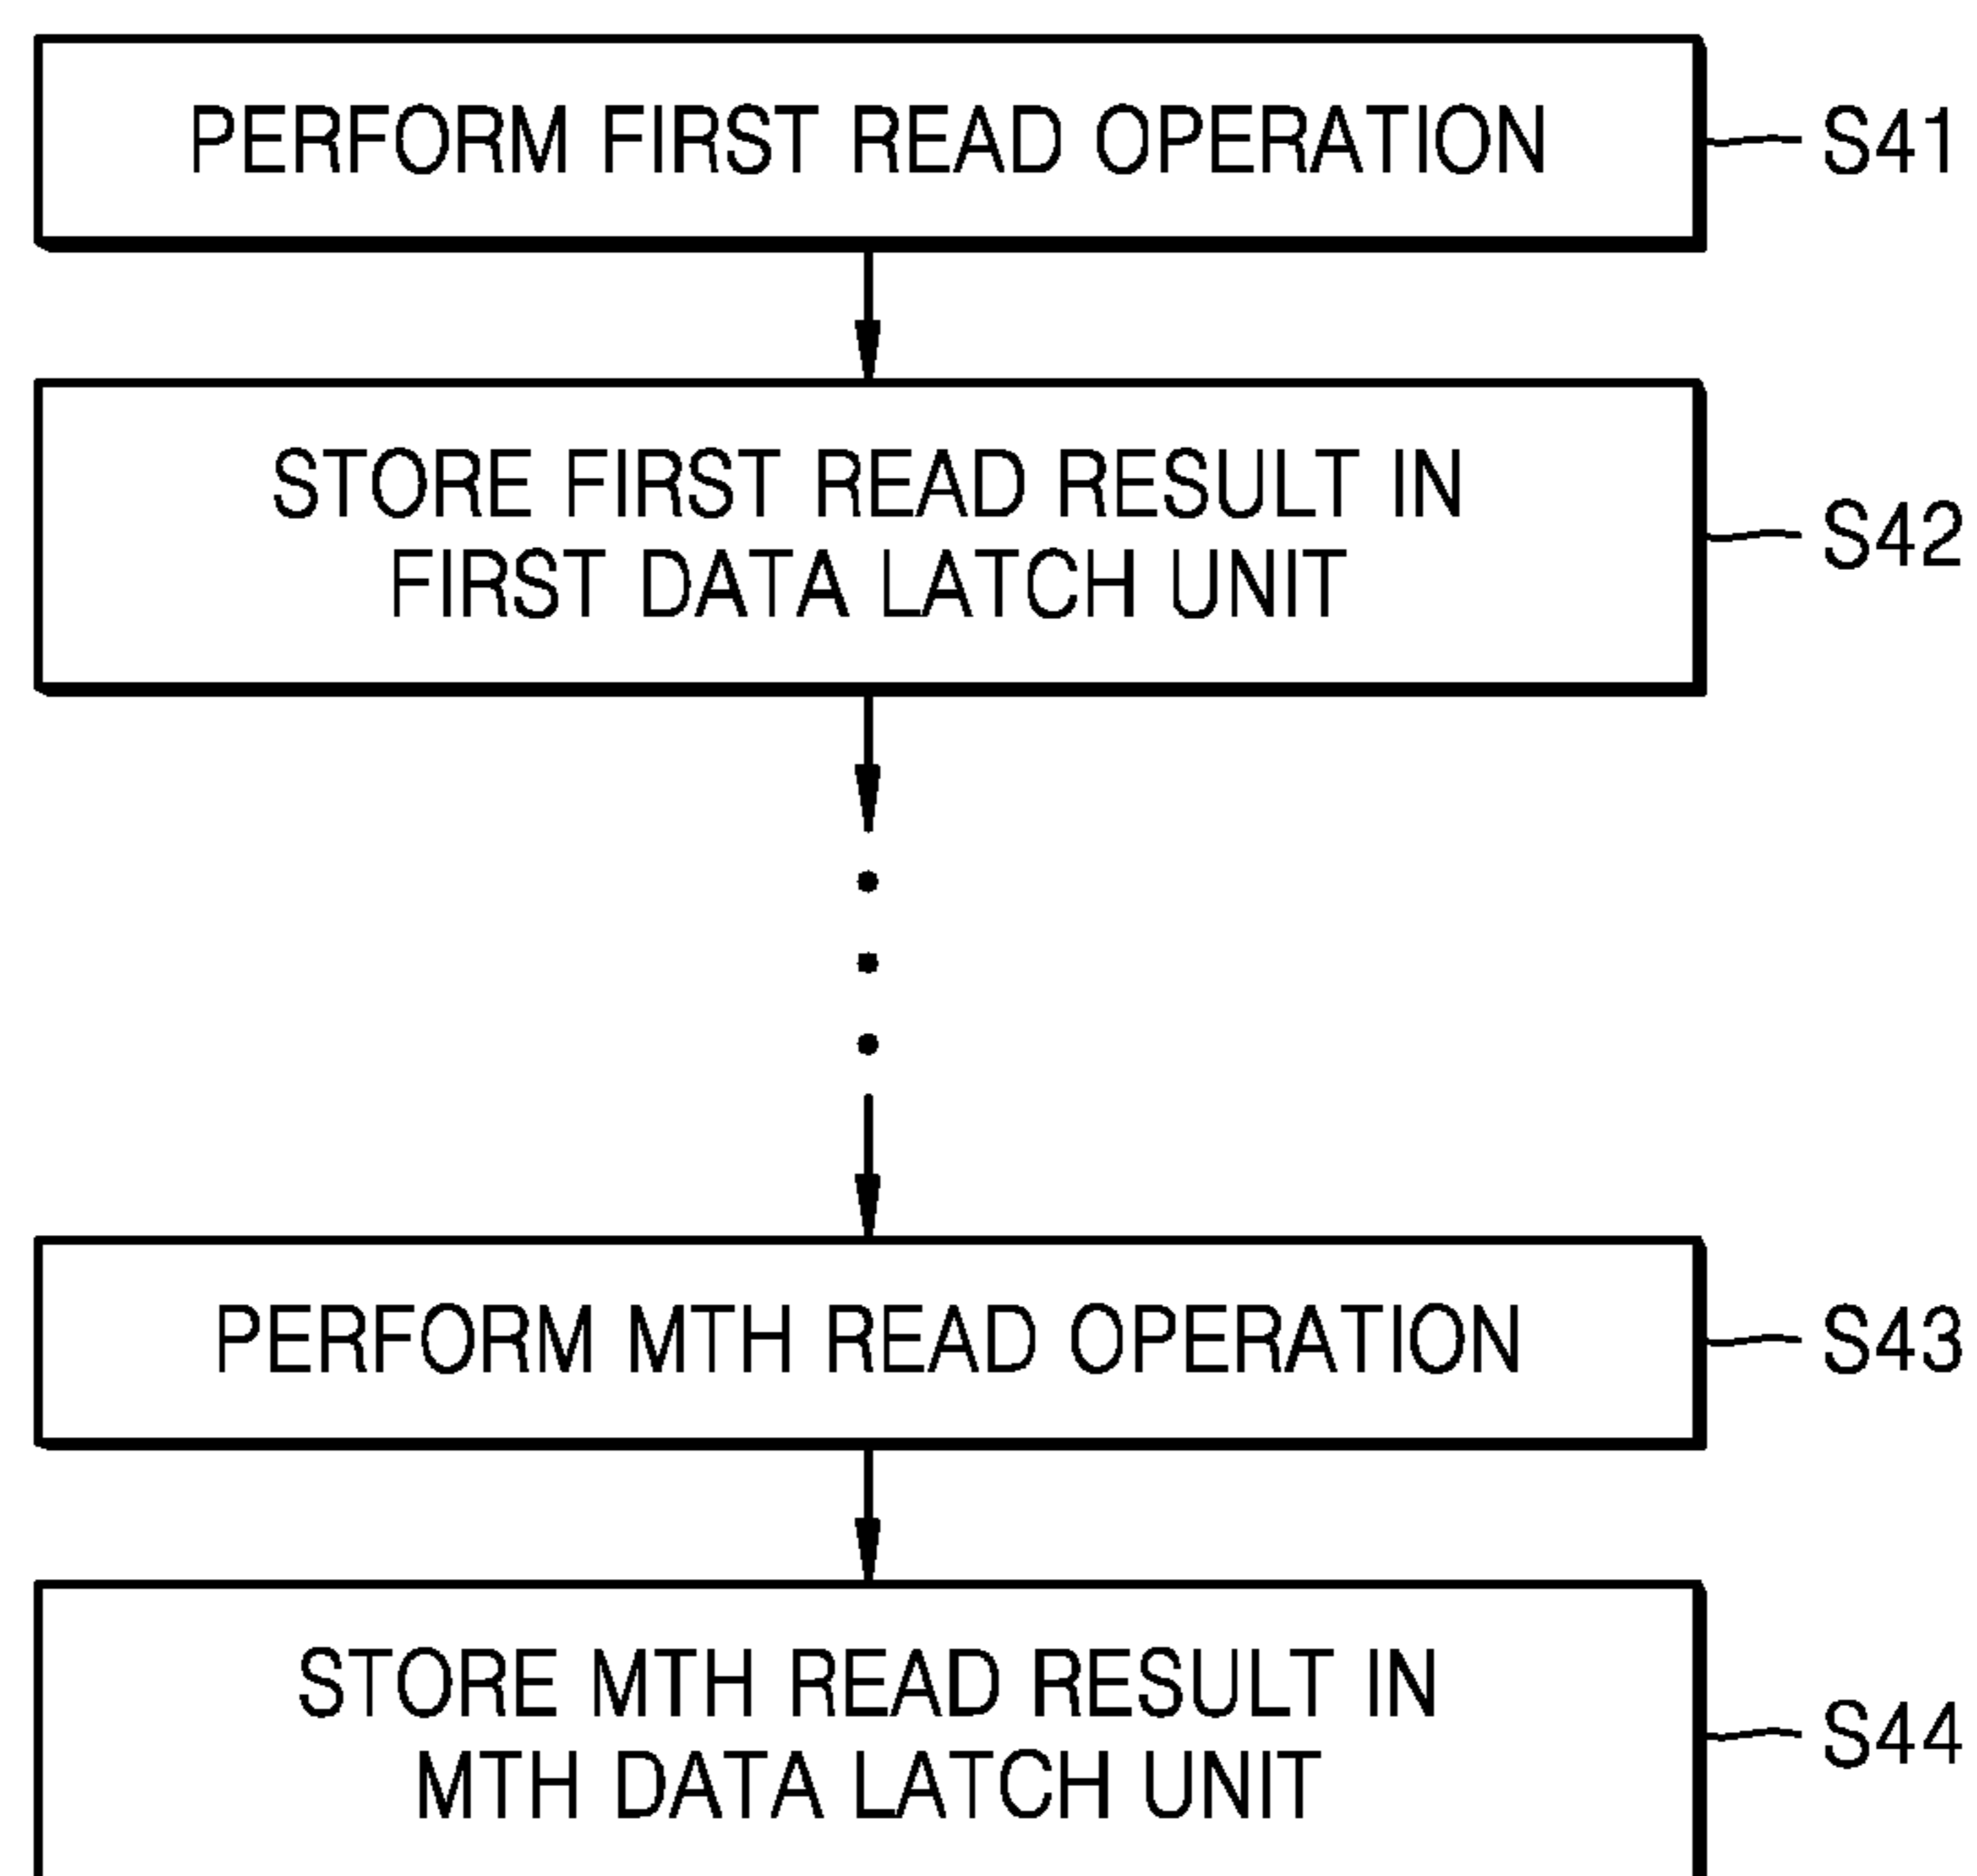 PERFORM FIRST READ OPERATION
S41
STORE FIRST READ RESULT IN
FIRST DATA LATCH UNIT
S42
PERFORM MTH READ OPERATION
S43
STORE MTH READ RESULT IN
MTH DATA LATCH UNIT
S44